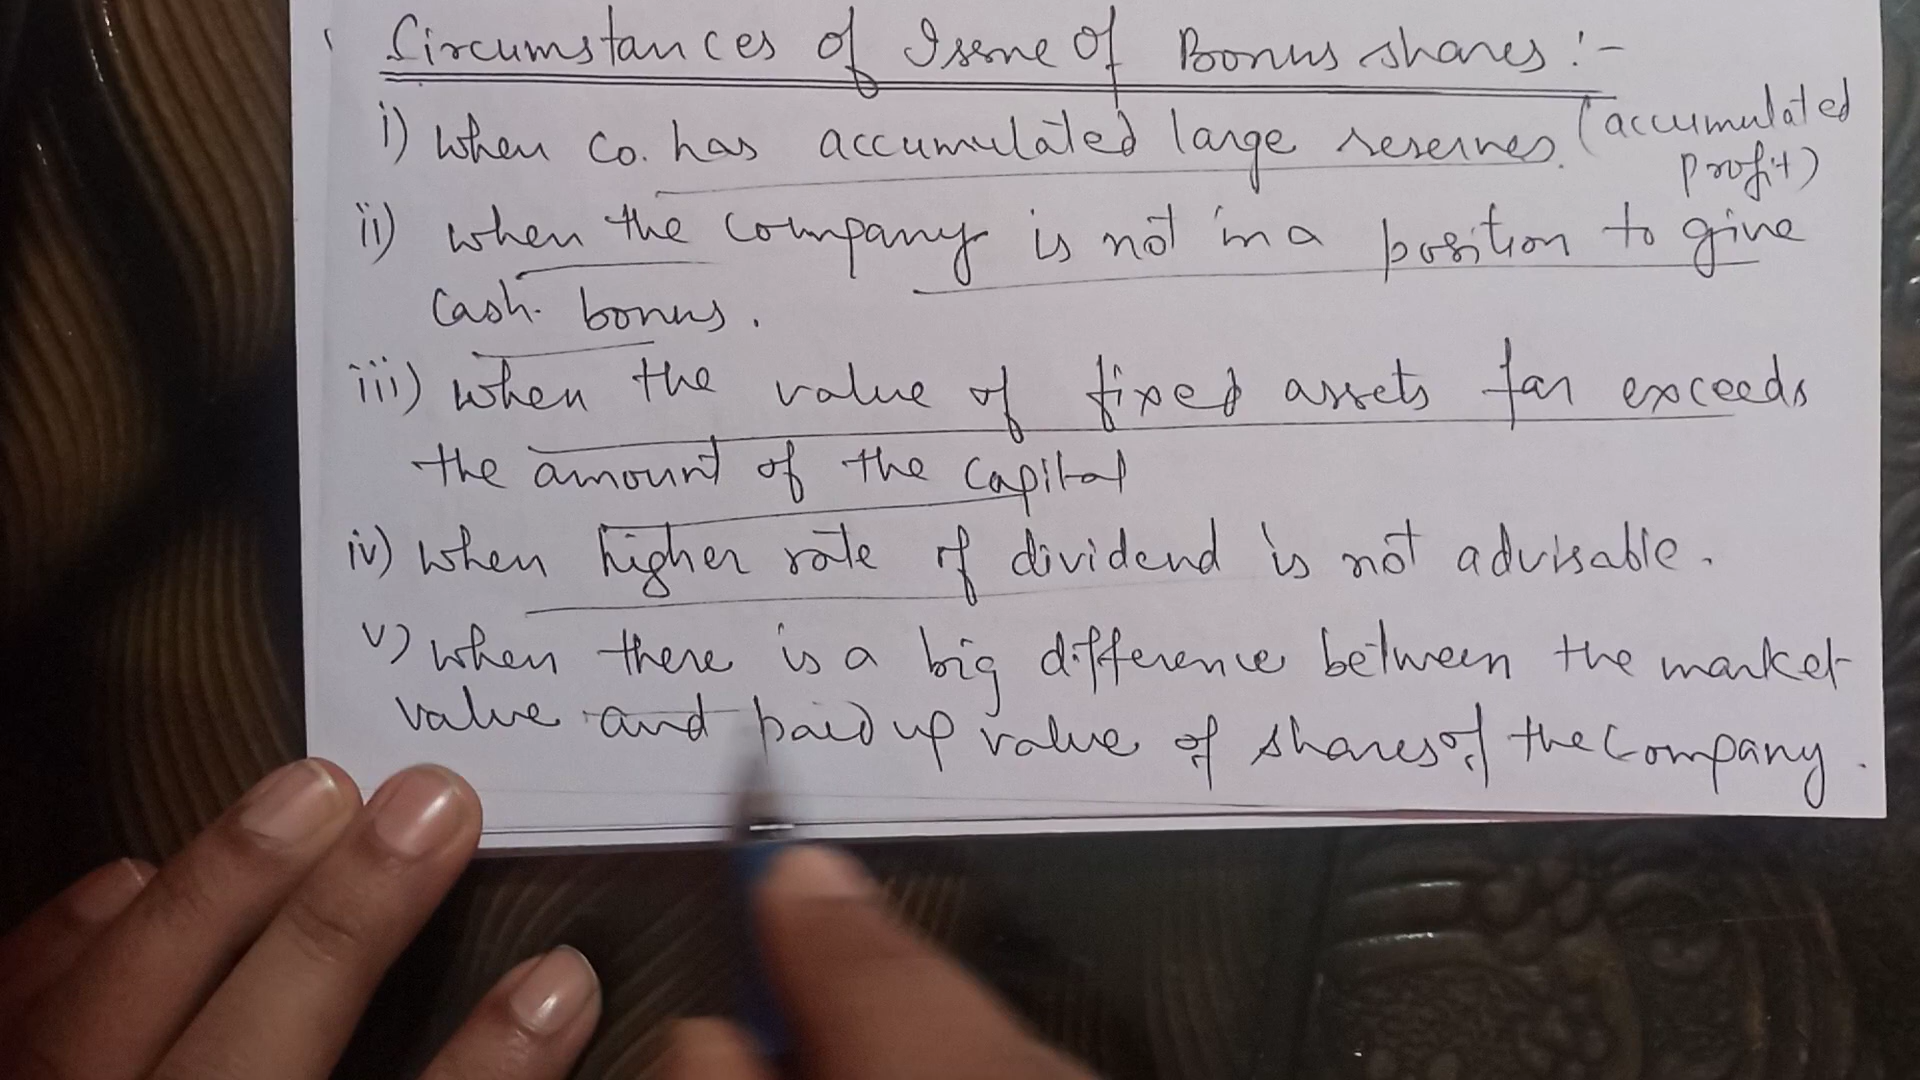 Circumstances of Issue Of Bonus shares :-
i) when Co. has accumulated large reserves. (accumulated
profit)
ii) when the company is not in a position to give
cash bonus.
iii) when the value of fixed assets far exceeds
the amount of the capital
iv) when higher rate of dividend is not advisable.
v) when there is a big difference between the market
value and paid up value of shares of the Company.